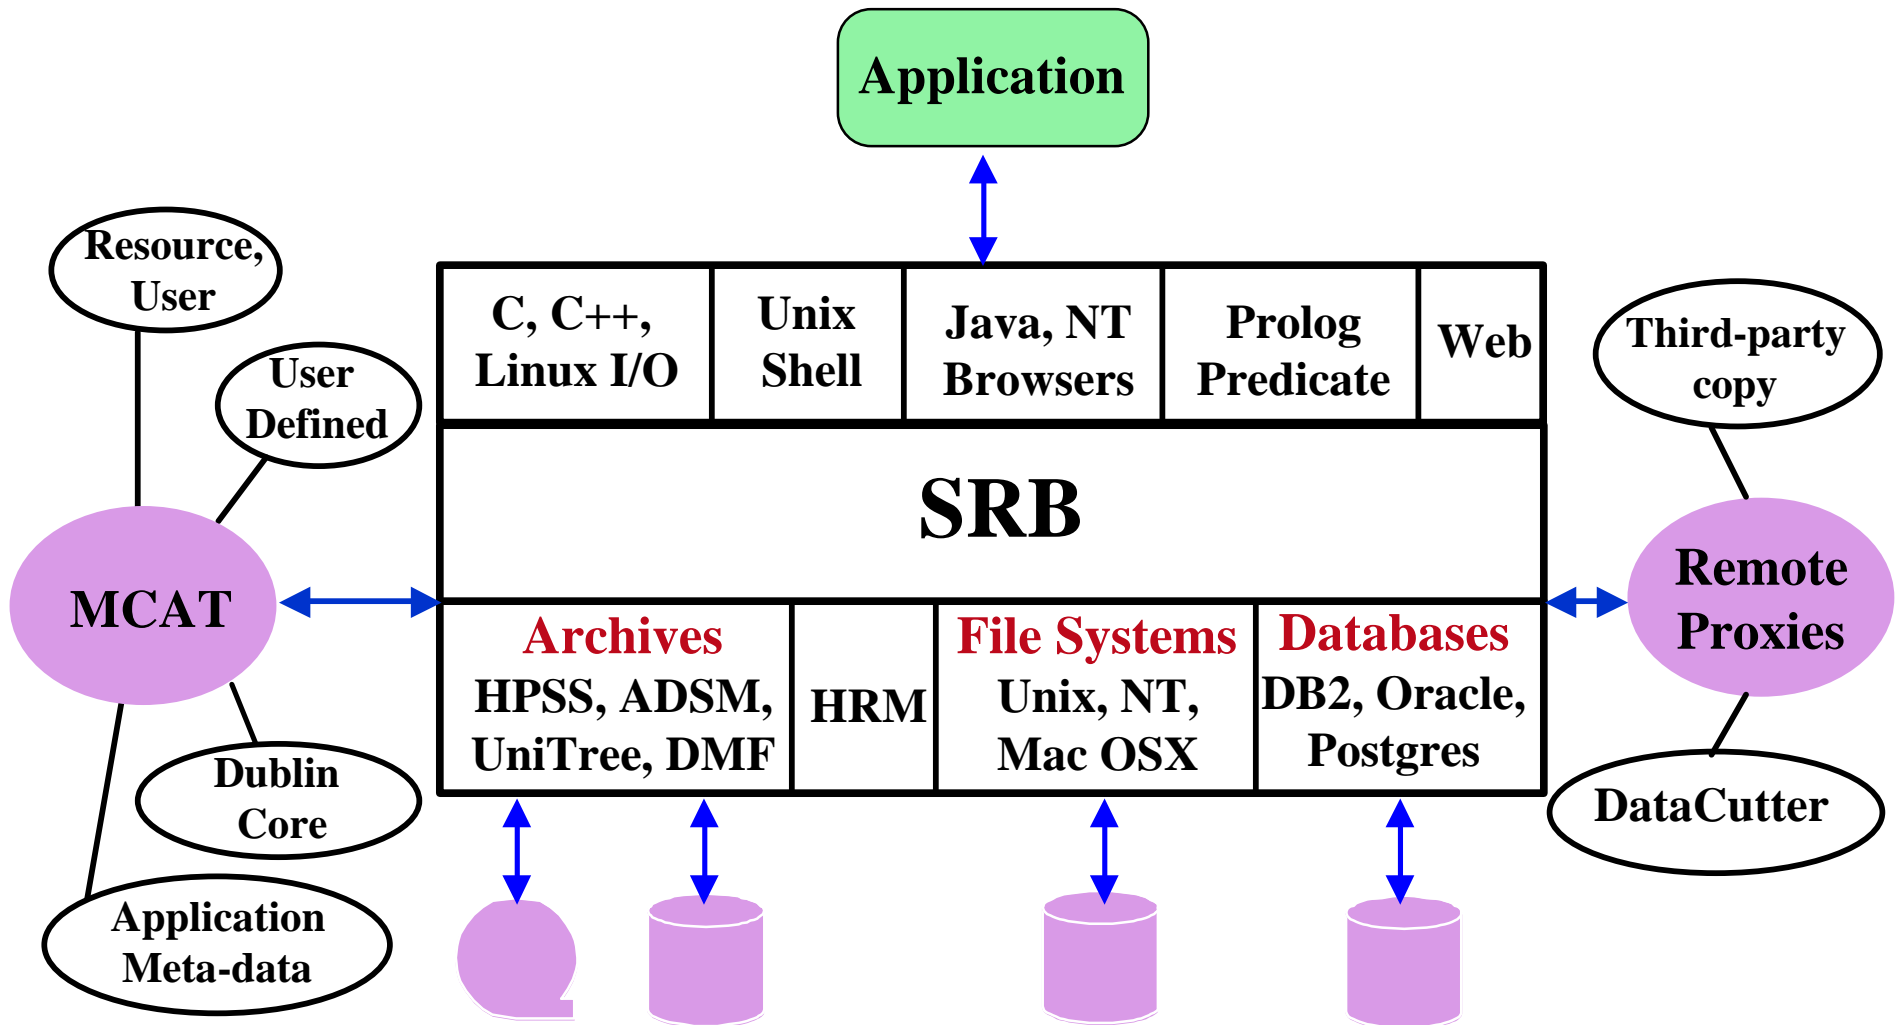 Application
Resource,
User
User
Defined
MCAT
Dublin
Core
Application
Meta-data
C, C++,
Linux I/O
Unix
Shell
Java, NT
Browsers
Prolog
Predicate
Web
SRB
Archives
HPSS, ADSM,
UniTree, DMF
HRM
File Systems
Unix, NT,
Mac OSX
Databases
DB2, Oracle,
Postgres
Third-party
copy
Remote
Proxies
DataCutter